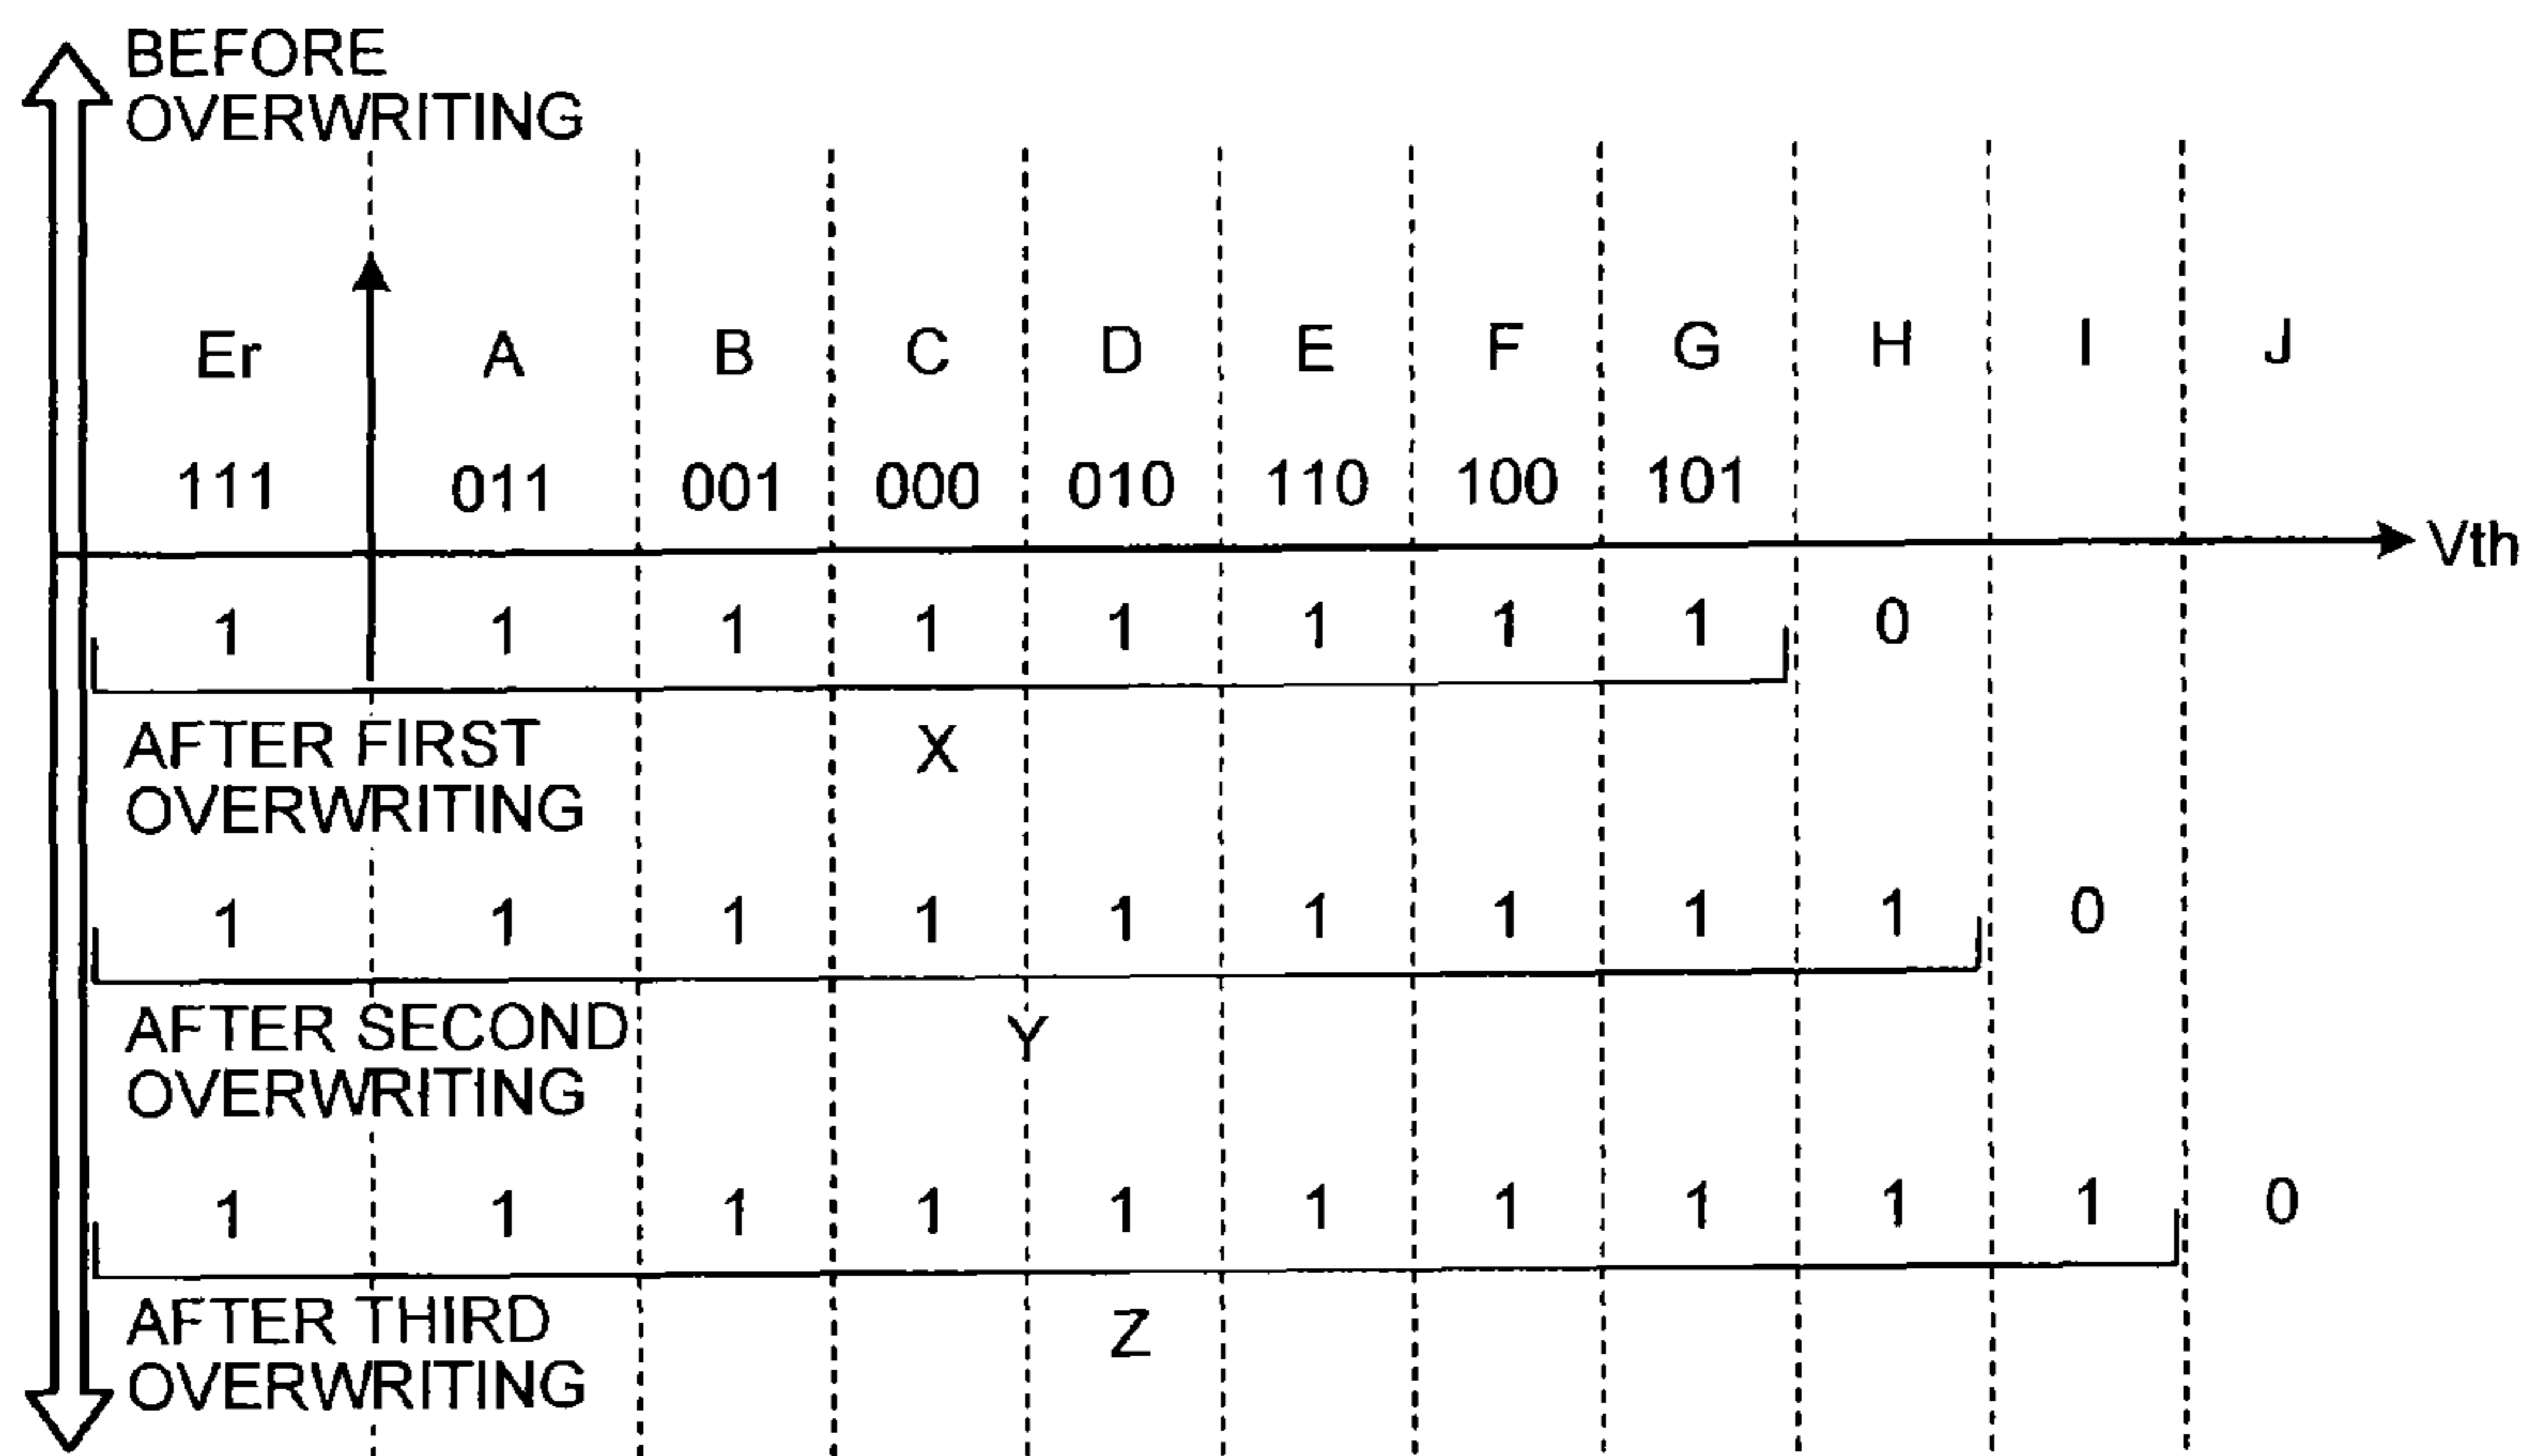 BEFORE
OVERWRITING
Er A B C D E F G H I J
111 011 001 000 010 110 100 101
Vth
1 1 1 1 1 1 1 1 0
AFTER FIRST
OVERWRITING
X
1 1 1 1 1 1 1 1 1 0
AFTER SECOND
OVERWRITING
Y
1 1 1 1 1 1 1 1 1 1 0
AFTER THIRD
OVERWRITING
Z